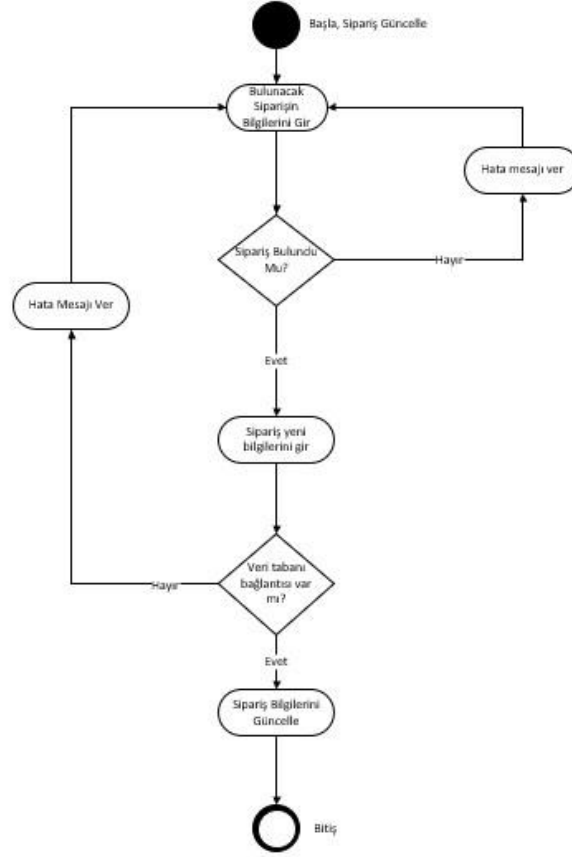 Başla, Sipariş Güncelle
Bulunacak
Siparişin
Bilgilerini Gir
Hata mesajı ver
Sipariş Bulundu
Mu?
Hayır
Hata Mesajı Ver
Evet
Sipariş yeni
bilgilerini gir
Veri tabanı
bağlantısı var
mı?
Hayır
Evet
Sipariş Bilgilerini
Güncelle
Bitiş